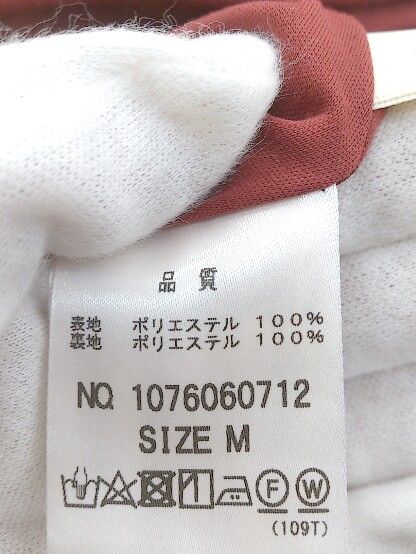 品質
表地 ポリエステル 100%
裏地 ポリエステル 100%
NO. 1076060712
SIZE M
F W
(109T)